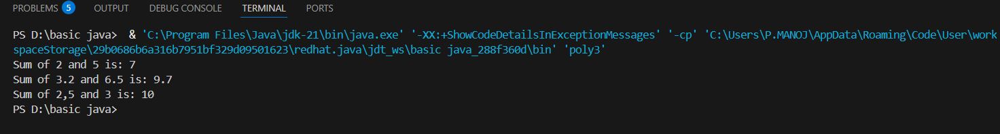 PROBLEMS 5 OUTPUT DEBUG CONSOLE TERMINAL PORTS
PS D:\basic java>  & 'C:\Program Files\Java\jdk-21\bin\java.exe' '-XX:+ShowCodeDetailsInExceptionMessages' '-cp' 'C:\Users\P.MANOJ\AppData\Roaming\Code\User\work
spaceStorage\29b0686b6a316b7951bf329d09501623\redhat.java\jdt_ws\basic java_288f360d\bin' 'poly3'
Sum of 2 and 5 is: 7
Sum of 3.2 and 6.5 is: 9.7
Sum of 2,5 and 3 is: 10
PS D:\basic java>